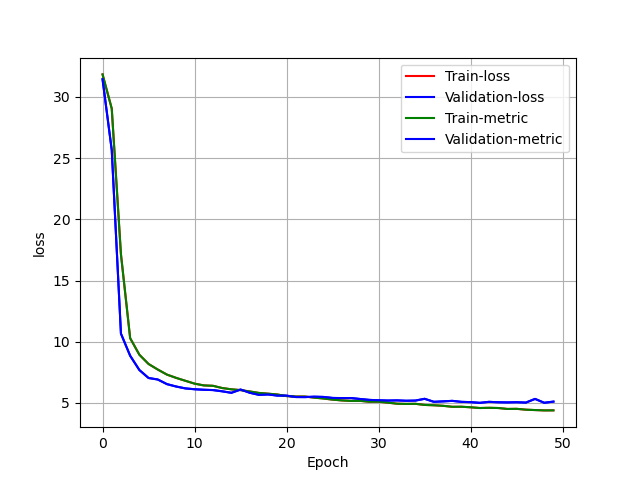 Train-loss
Validation-loss
Train-metric
Validation-metric
30
25
20
15
10
5
loss
0 10 20 30 40 50
Epoch